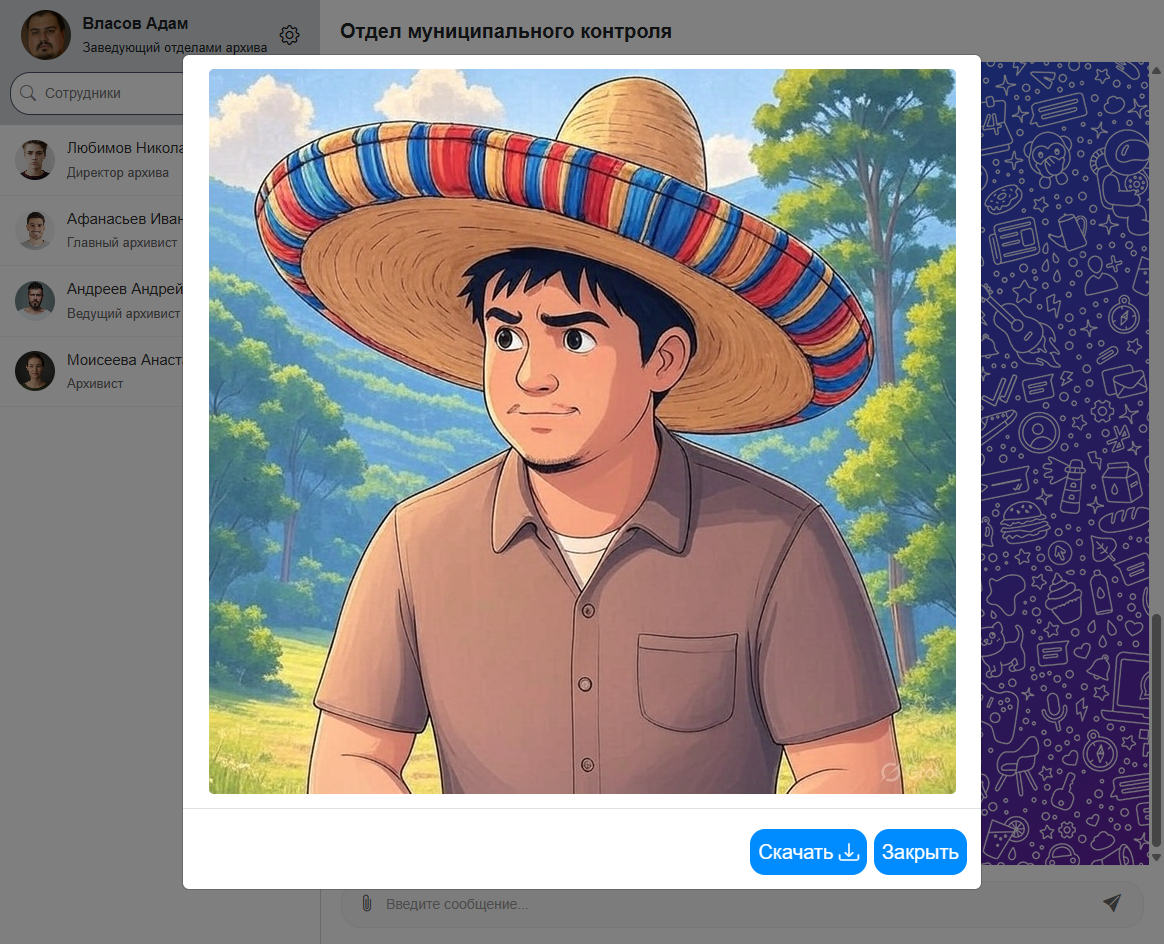 Власов Адам
Заведующий отделами архива
Отдел муниципального контроля
Сотрудники
Любимов Никола
Директор архива
Афанасьев Иван
Главный архивист
Андреев Андрей
Ведущий архивист
Моисеева Анаст
Архивист
Скачать
Закрыть
Введите сообщение...